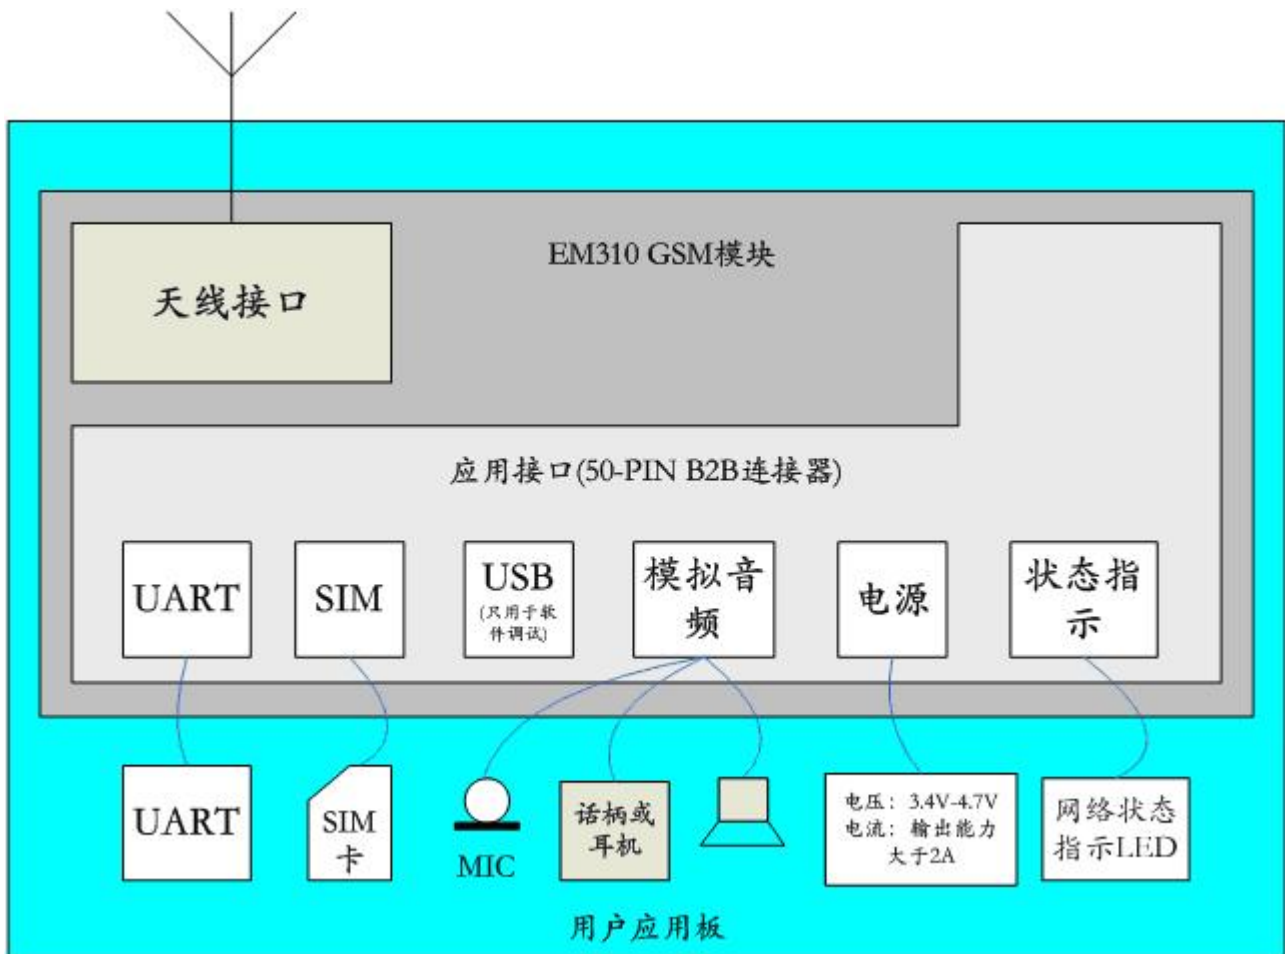 EM310 GSM模块
天线接口
应用接口(50-PIN B2B连接器)
UART
SIM
USB
(只用于软
件调试)
模拟音
频
电源
状态指
示
UART
SIM
卡
MIC
话柄或
耳机
电压：3.4V-4.7V
电流：输出能力
大于2A
网络状态
指示LED
用户应用板